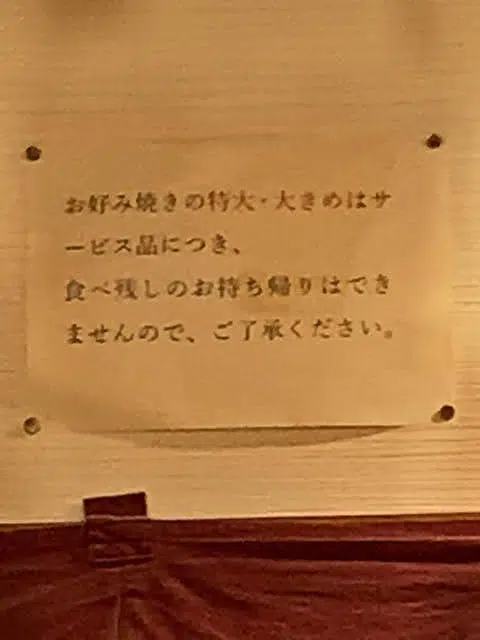 お好み焼きの特大・大きめはサ
ービス品につき、
食べ残しのお持ち帰りはでき
ませんので、ご了承ください。